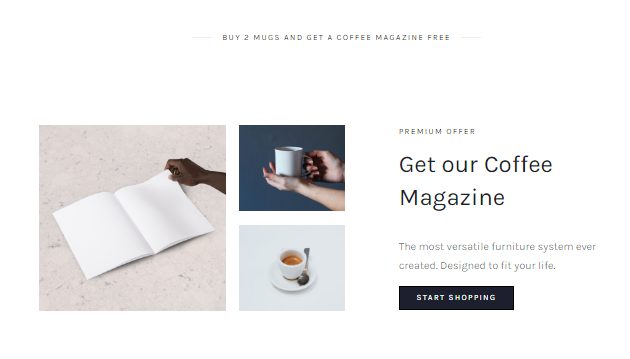 BUY 2 MUGS AND GET A COFFEE MAGAZINE FREE
PREMIUM OFFER
Get our Coffee
Magazine
The most versatile furniture system ever
created. Designed to fit your life.
START SHOPPING